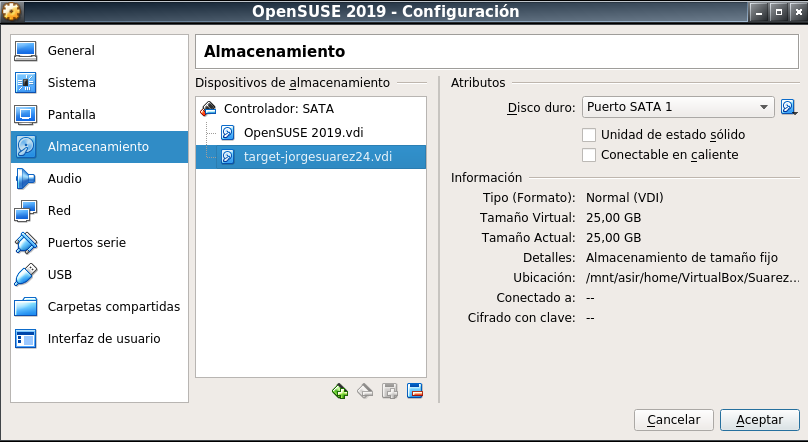 OpenSUSE 2019 - Configuración
General
Sistema
Pantalla
Almacenamiento
Audio
Red
Puertos serie
USB
Carpetas compartidas
Interfaz de usuario
Almacenamiento
Dispositivos de almacenamiento
Controlador: SATA
OpenSUSE 2019.vdi
target-jorgesuarez24.vdi
Atributos
Disco duro: Puerto SATA 1
Unidad de estado sólido
Conectable en caliente
Información
Tipo (Formato): Normal (VDI)
Tamaño Virtual: 25,00 GB
Tamaño Actual: 25,00 GB
Detalles: Almacenamiento de tamaño fijo
Ubicación: /mnt/asir/home/VirtualBox/Suarez...
Conectado a: --
Cifrado con clave: --
Cancelar Aceptar